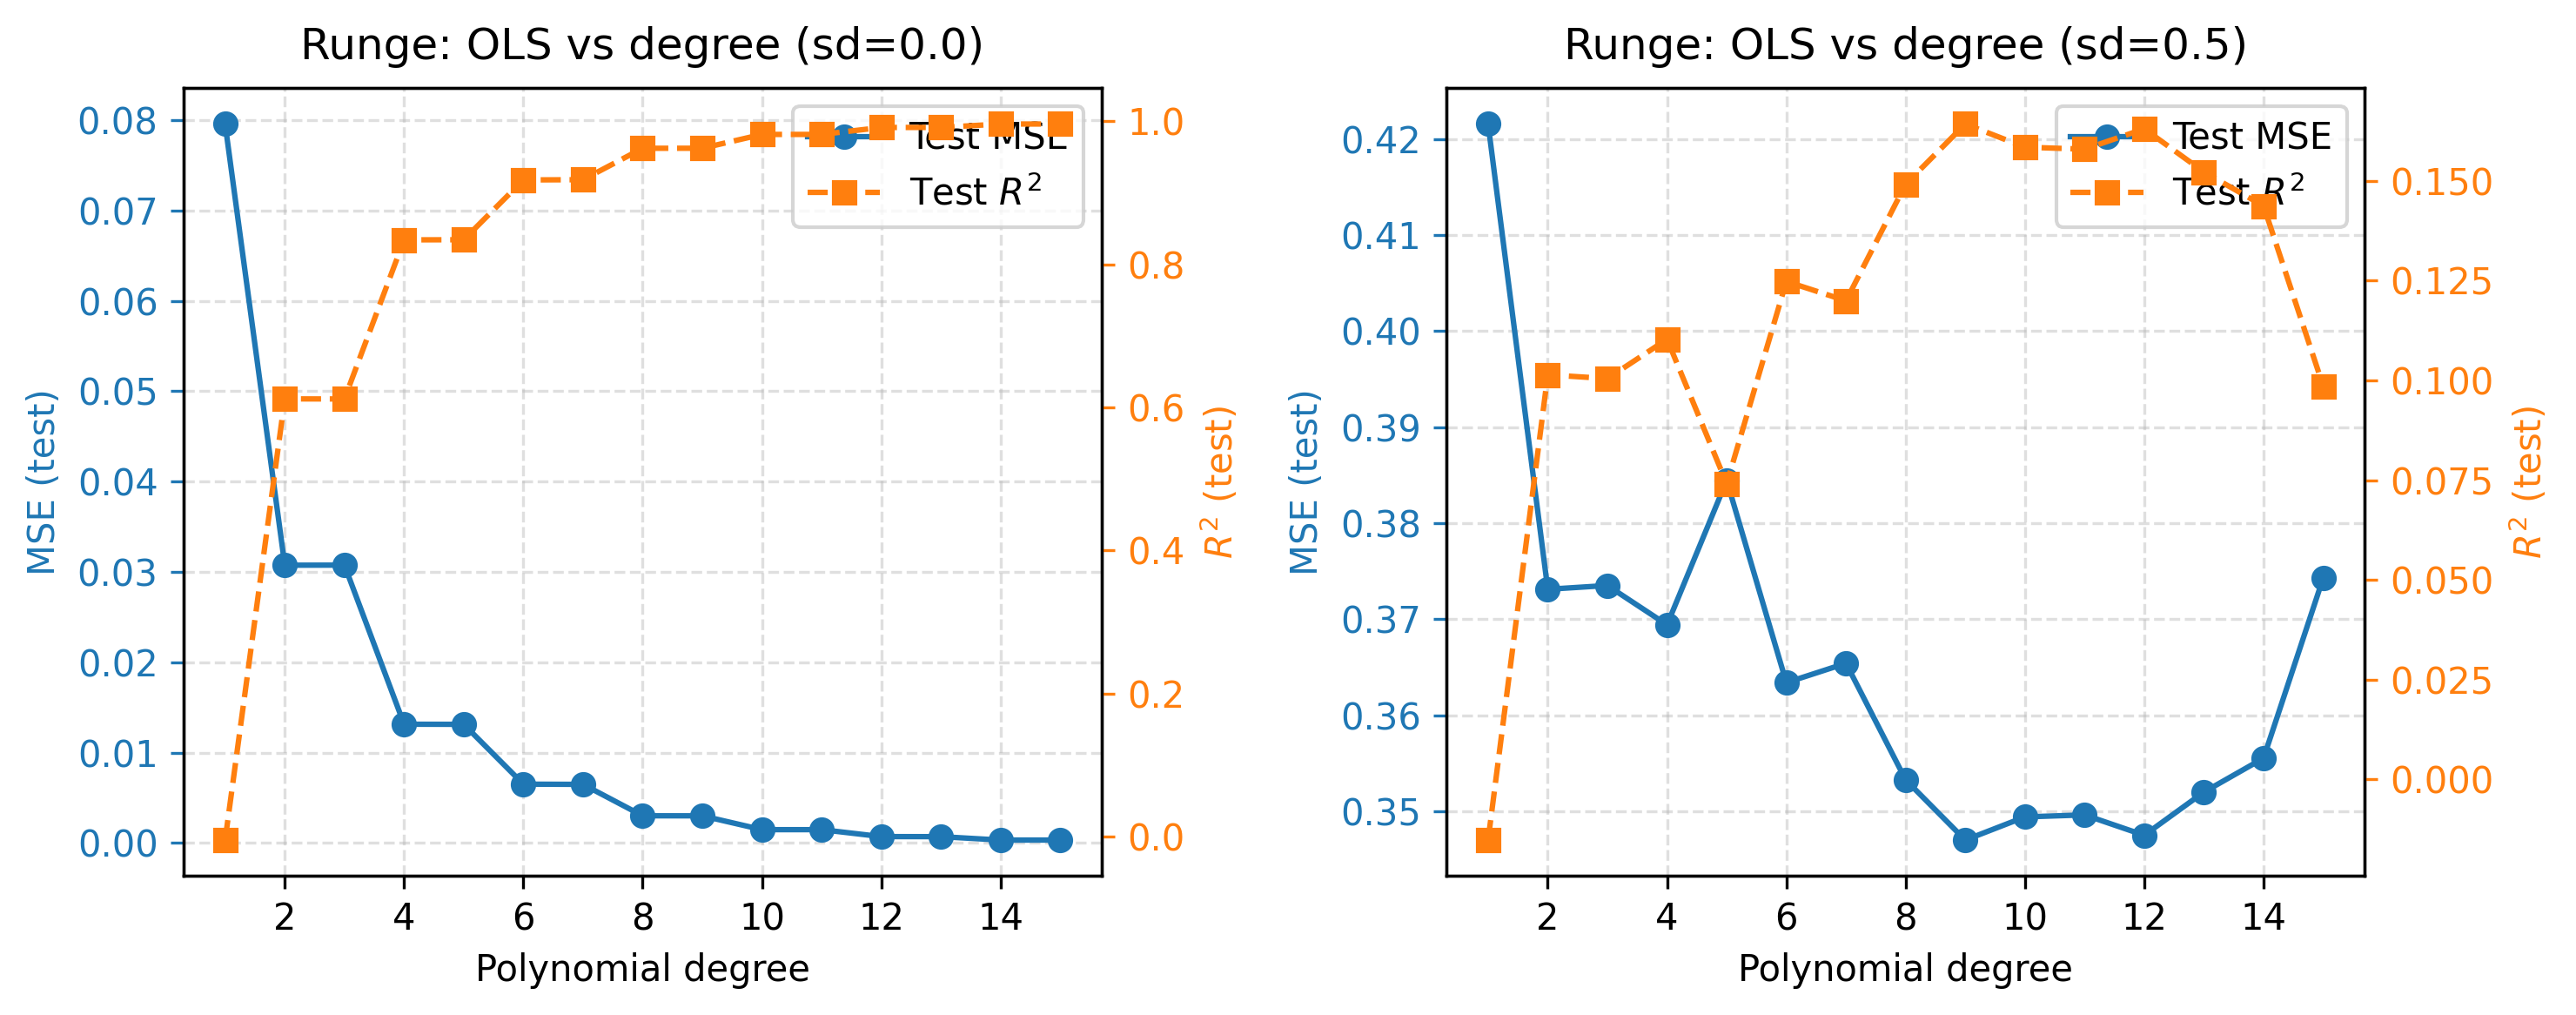 Runge: OLS vs degree (sd=0.0)
MSE (test)
0.08
0.07
0.06
0.05
0.04
0.03
0.02
0.01
0.00
Test MSE
Test R²
1.0
0.8
0.6
0.4
0.2
0.0
R² (test)
2 4 6 8 10 12 14
Polynomial degree
Runge: OLS vs degree (sd=0.5)
MSE (test)
0.42
0.41
0.40
0.39
0.38
0.37
0.36
0.35
Test MSE
Test R²
0.150
0.125
0.100
0.075
0.050
0.025
0.000
R² (test)
2 4 6 8 10 12 14
Polynomial degree